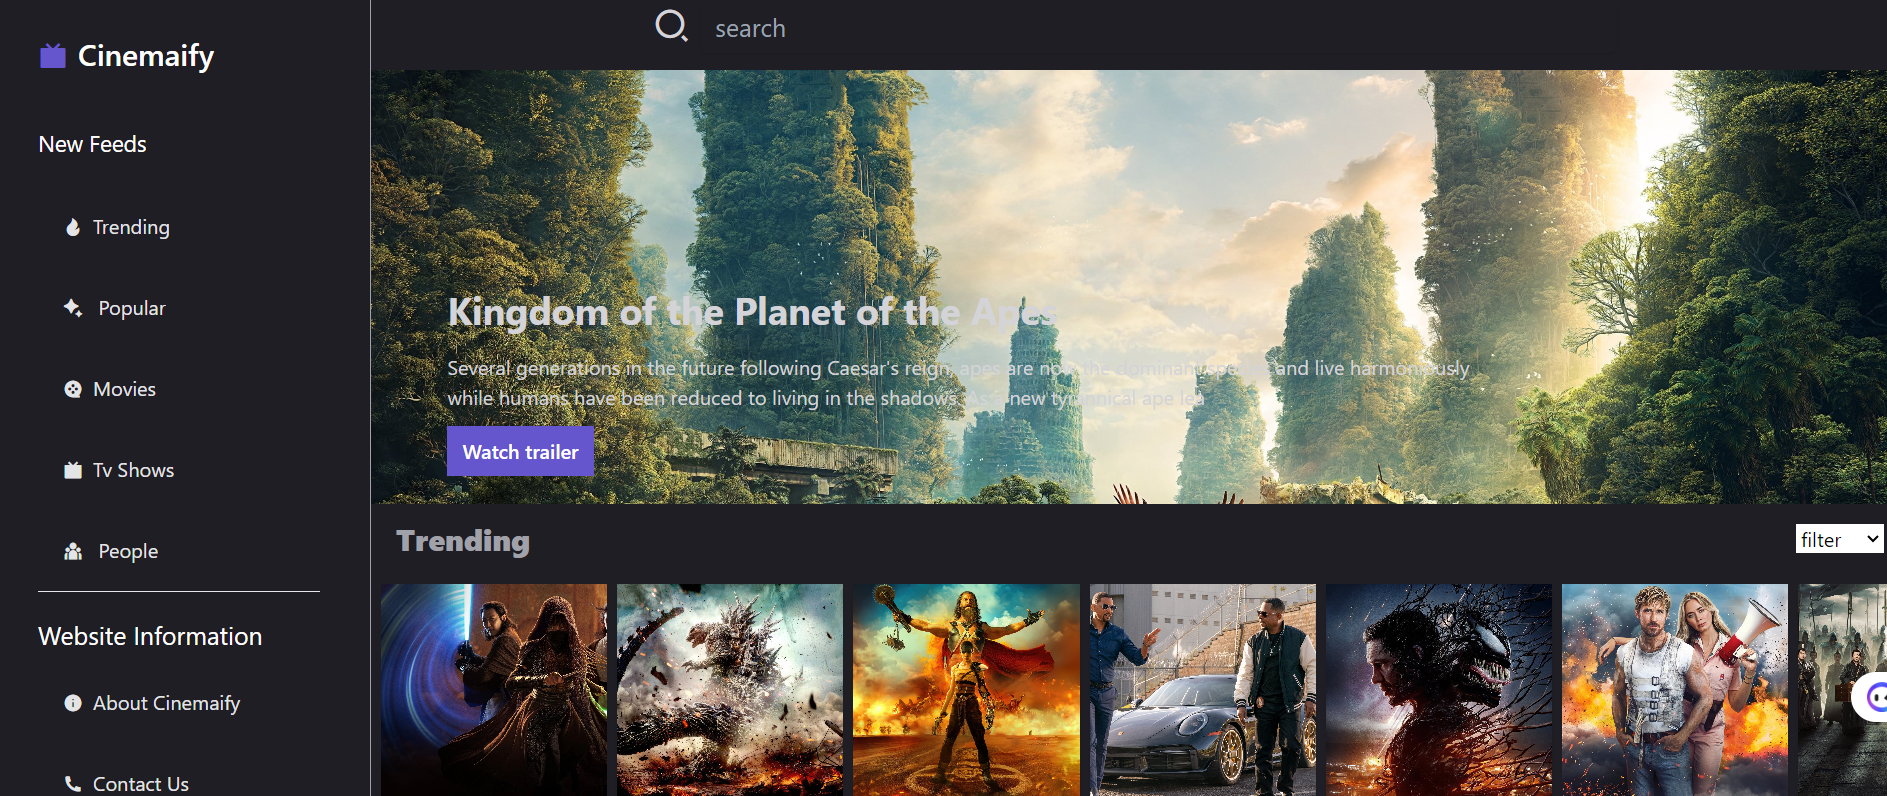 Cinemaify
New Feeds
Trending
Popular
Movies
Tv Shows
People
Website Information
About Cinemaify
Contact Us
search
Kingdom of the Planet of the Apes
Several generations in the future following Caesar's reign, apes are now the dominant species and live harmoniously
while humans have been reduced to living in the shadows. As a new tyrannical ape lea
Watch trailer
Trending
filter